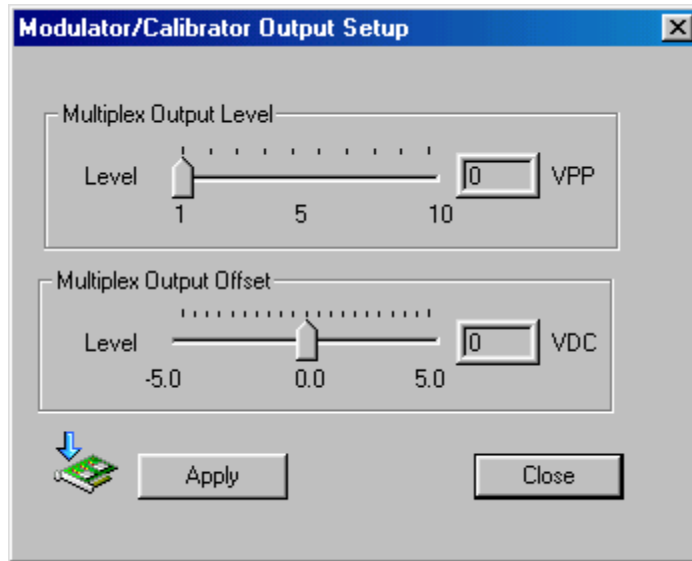 Modulator/Calibrator Output Setup
Multiplex Output Level
Level
0
VPP
1 5 10
Multiplex Output Offset
Level
0
VDC
-5.0 0.0 5.0
Apply
Close